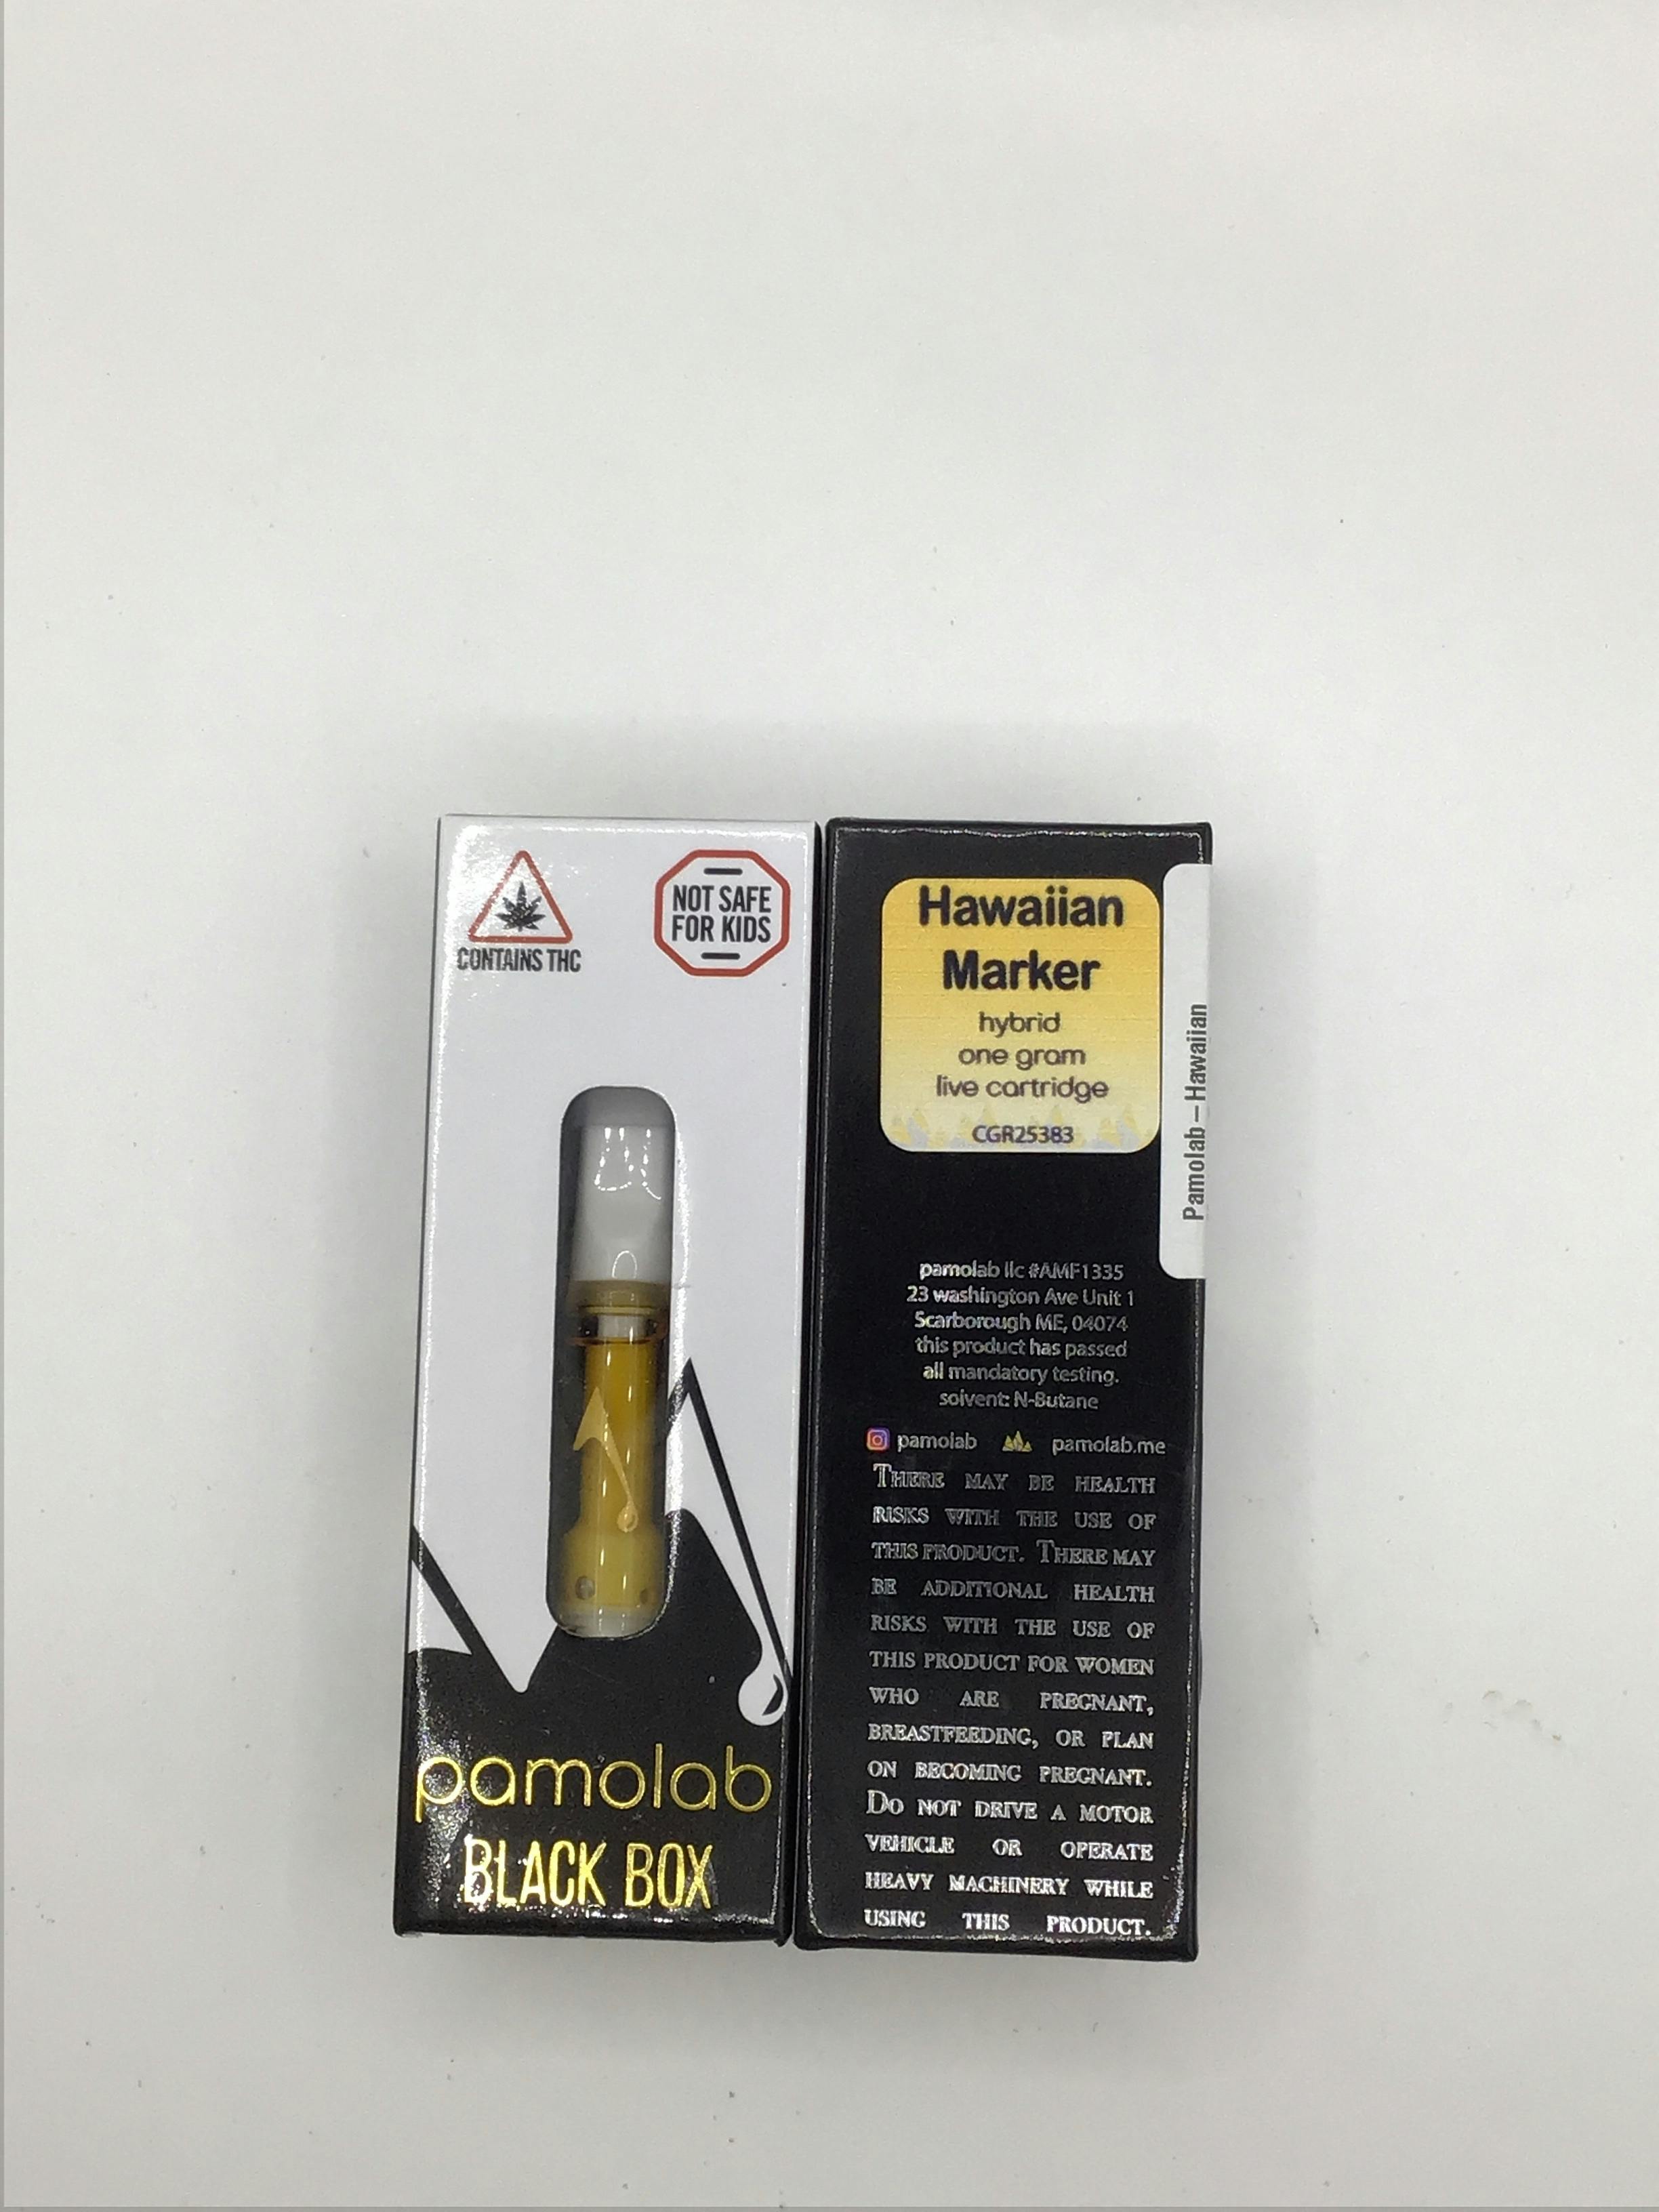 CONTAINS THC
NOT SAFE
FOR KIDS
pamolab
BLACK BOX
Hawaiian
Marker
hybrid
one gram
live cartridge
CGR25383
Pamolab – Hawaiian
pamolab llc #AMF1335
23 washington Ave Unit 1
Scarborough ME, 04074
this product has passed
all mandatory testing.
solvent: N-Butane
pamolab pamolab.me
THERE MAY BE HEALTH
RISKS WITH THE USE OF
THIS PRODUCT. THERE MAY
BE ADDITIONAL HEALTH
RISKS WITH THE USE OF
THIS PRODUCT FOR WOMEN
WHO ARE PREGNANT,
BREASTFEEDING, OR PLAN
ON BECOMING PREGNANT.
DO NOT DRIVE A MOTOR
VEHICLE OR OPERATE
HEAVY MACHINERY WHILE
USING THIS PRODUCT.